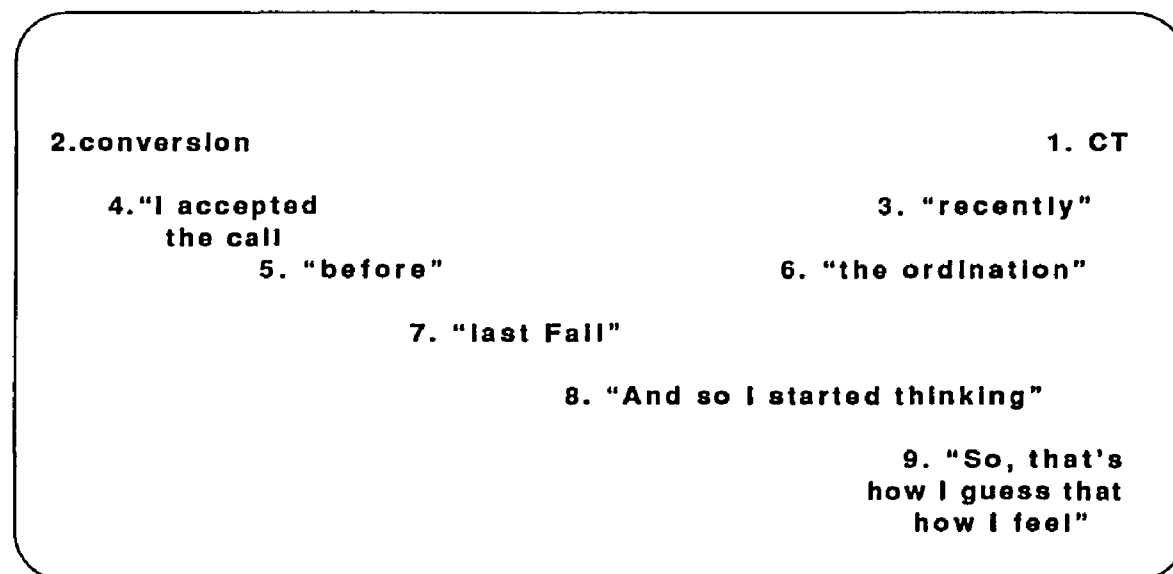 2.conversion 1. CT
4. "I accepted 3. "recently"
the call
5. "before" 6. "the ordination"
7. "last Fall"
8. "And so I started thinking"
9. "So, that's
how I guess that
how I feel"